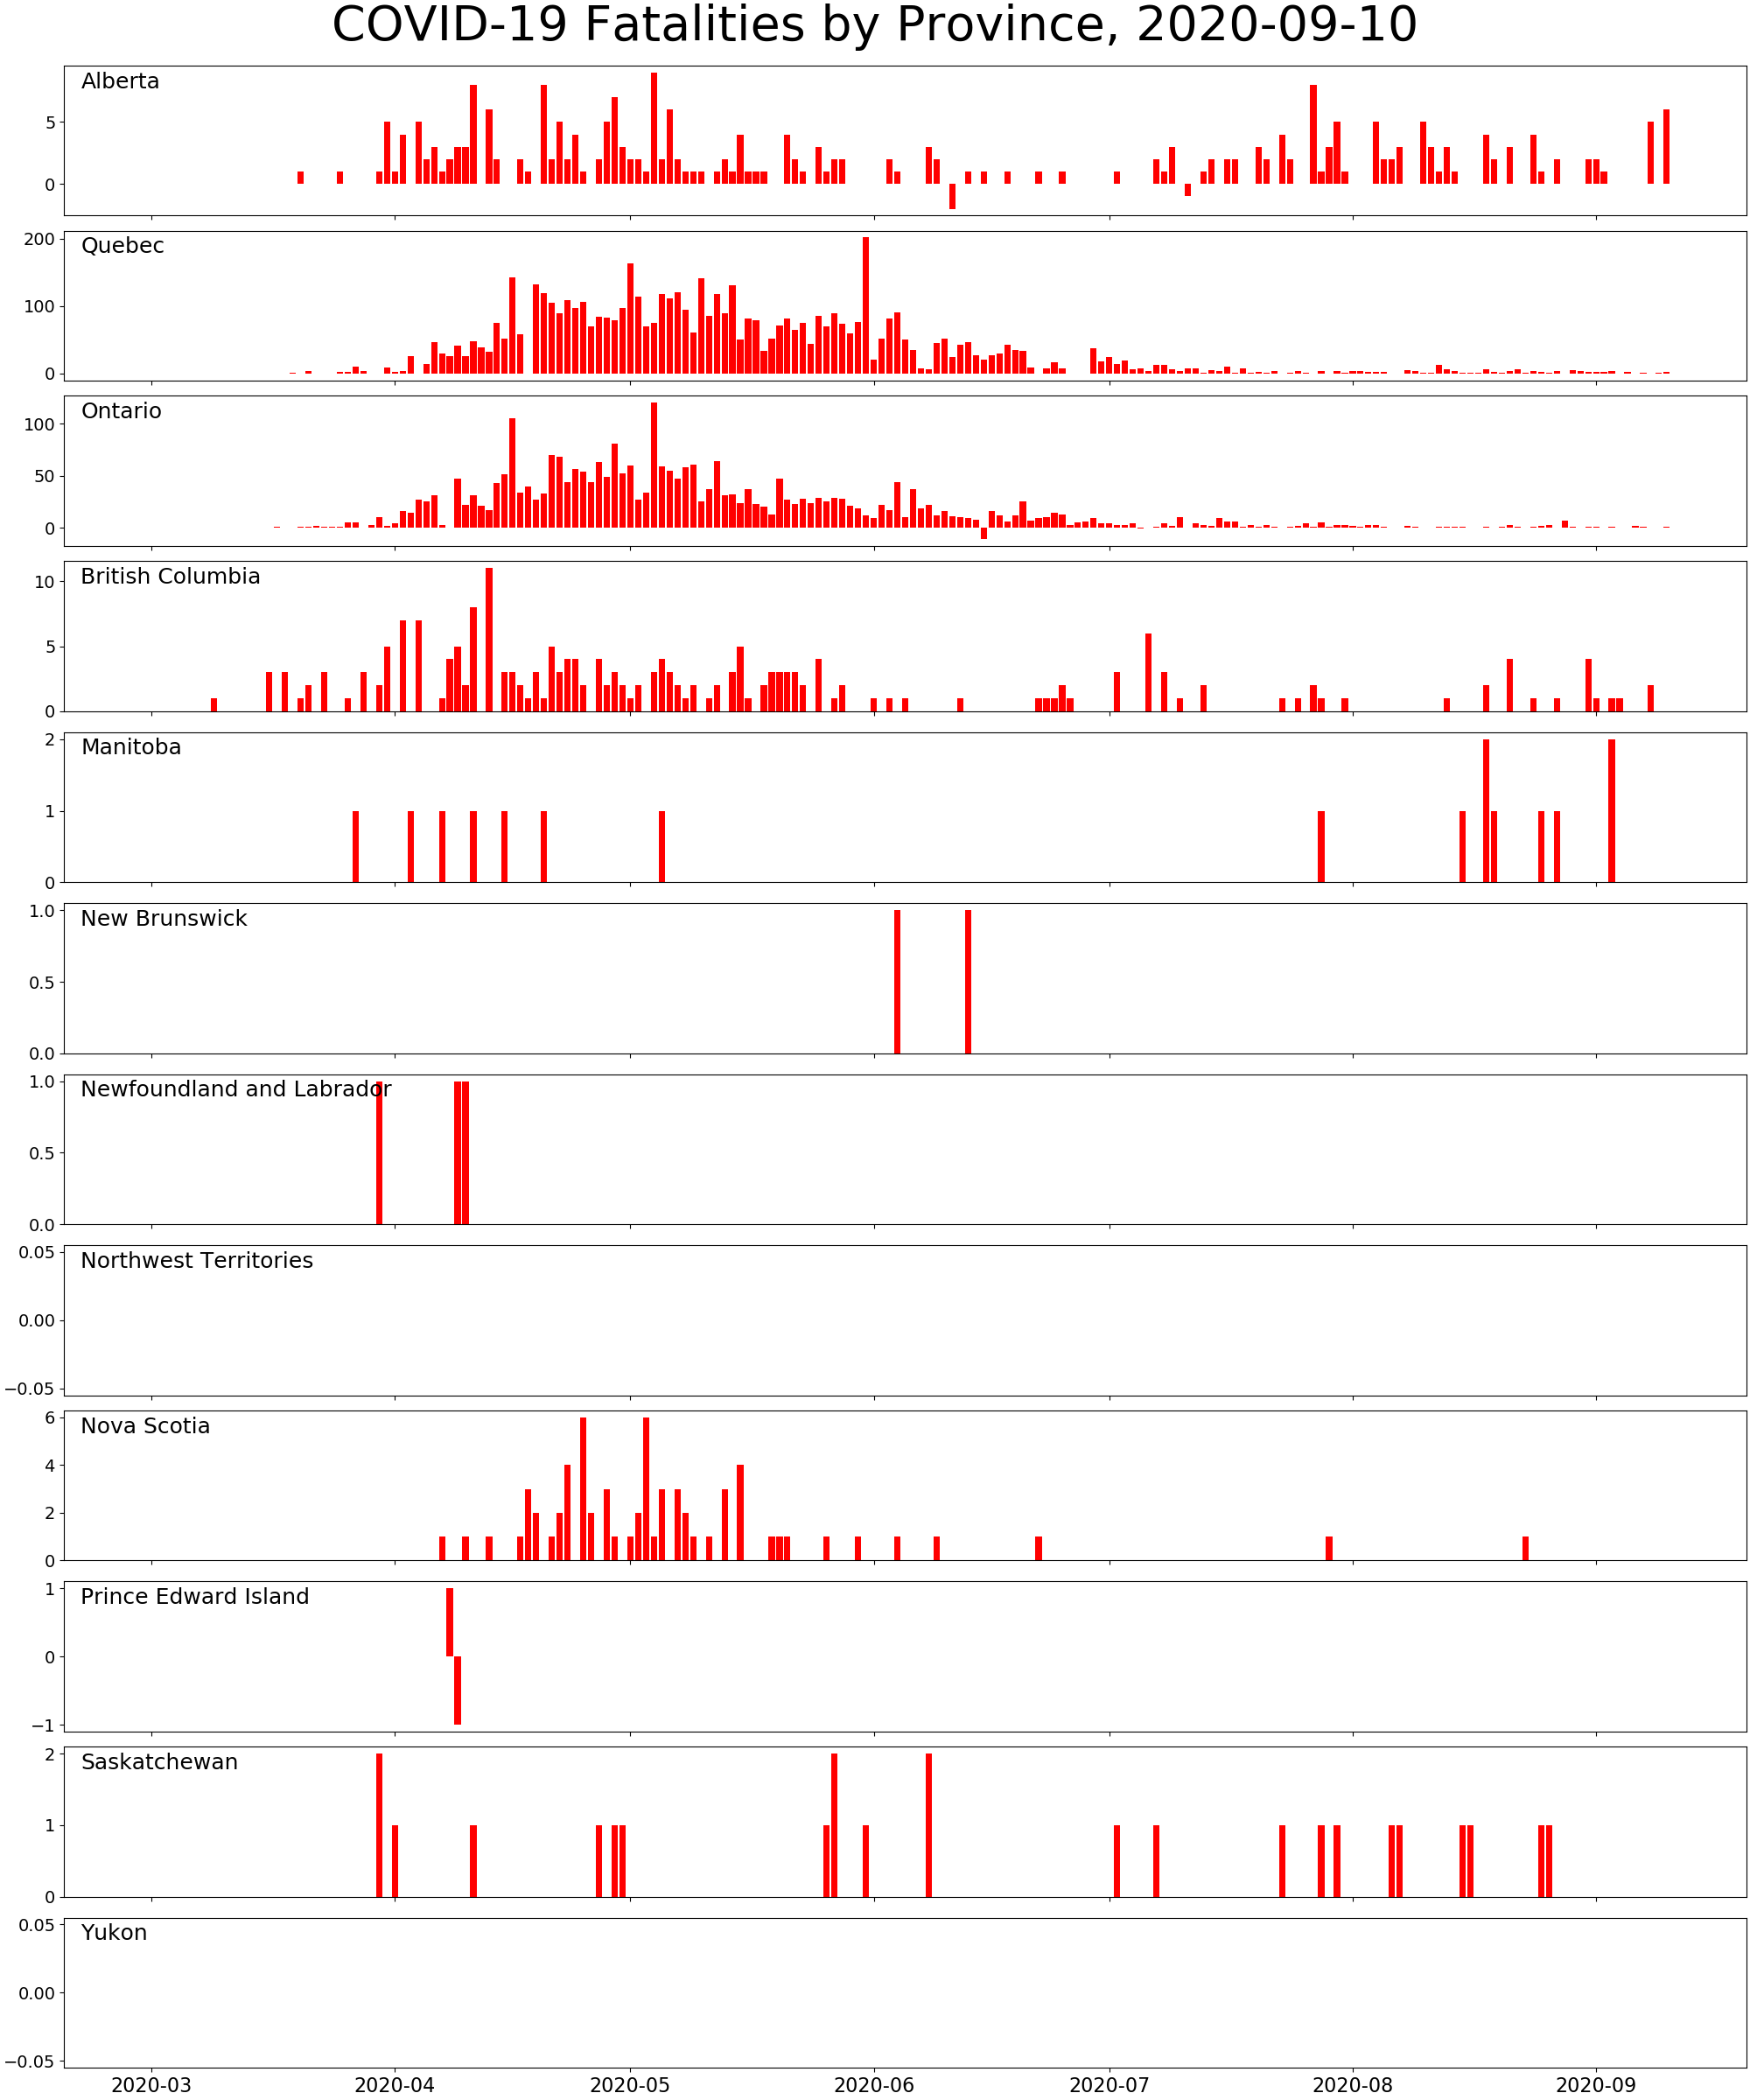 COVID-19 Fatalities by Province, 2020-09-10
Alberta
5
0
Quebec
200
100
0
Ontario
100
50
0
British Columbia
10
5
0
Manitoba
2
1
0
New Brunswick
1.0
0.5
0.0
Newfoundland and Labrador
1.0
0.5
0.0
Northwest Territories
0.05
0.00
−0.05
Nova Scotia
6
4
2
0
Prince Edward Island
1
0
−1
Saskatchewan
2
1
0
Yukon
0.05
0.00
−0.05
2020-03 2020-04 2020-05 2020-06 2020-07 2020-08 2020-09